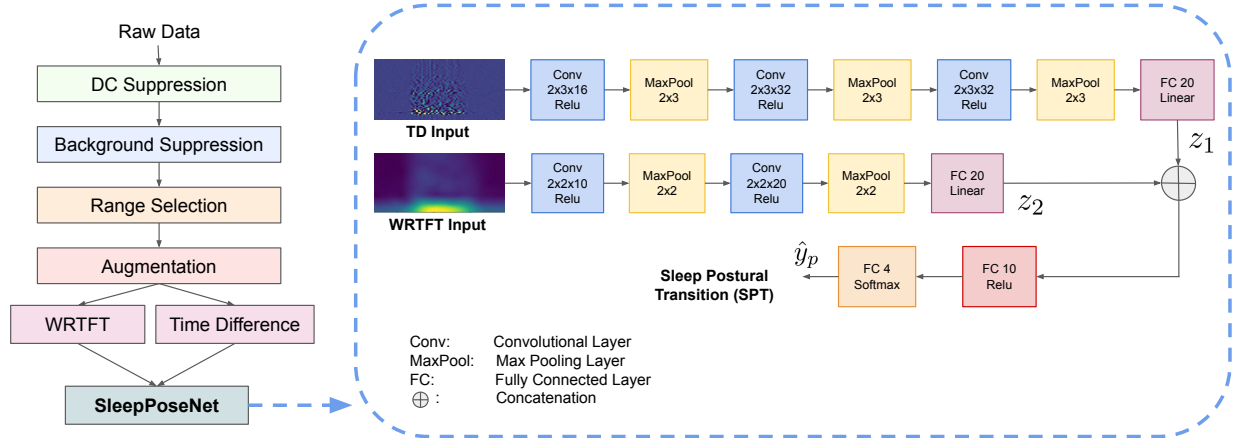 Raw Data
DC Suppression
Background Suppression
Range Selection
Augmentation
WRTFT
Time Difference
SleepPoseNet
TD Input
Conv
2x3x16
Relu
MaxPool
2x3
Conv
2x3x32
Relu
MaxPool
2x3
Conv
2x3x32
Relu
MaxPool
2x3
FC 20
Linear
z₁
WRTFT Input
Conv
2x2x10
Relu
MaxPool
2x2
Conv
2x2x20
Relu
MaxPool
2x2
FC 20
Linear
z₂
Sleep Postural
Transition (SPT)
ŷₚ
FC 4
Softmax
FC 10
Relu
Conv: Convolutional Layer
MaxPool: Max Pooling Layer
FC: Fully Connected Layer
⊕ : Concatenation